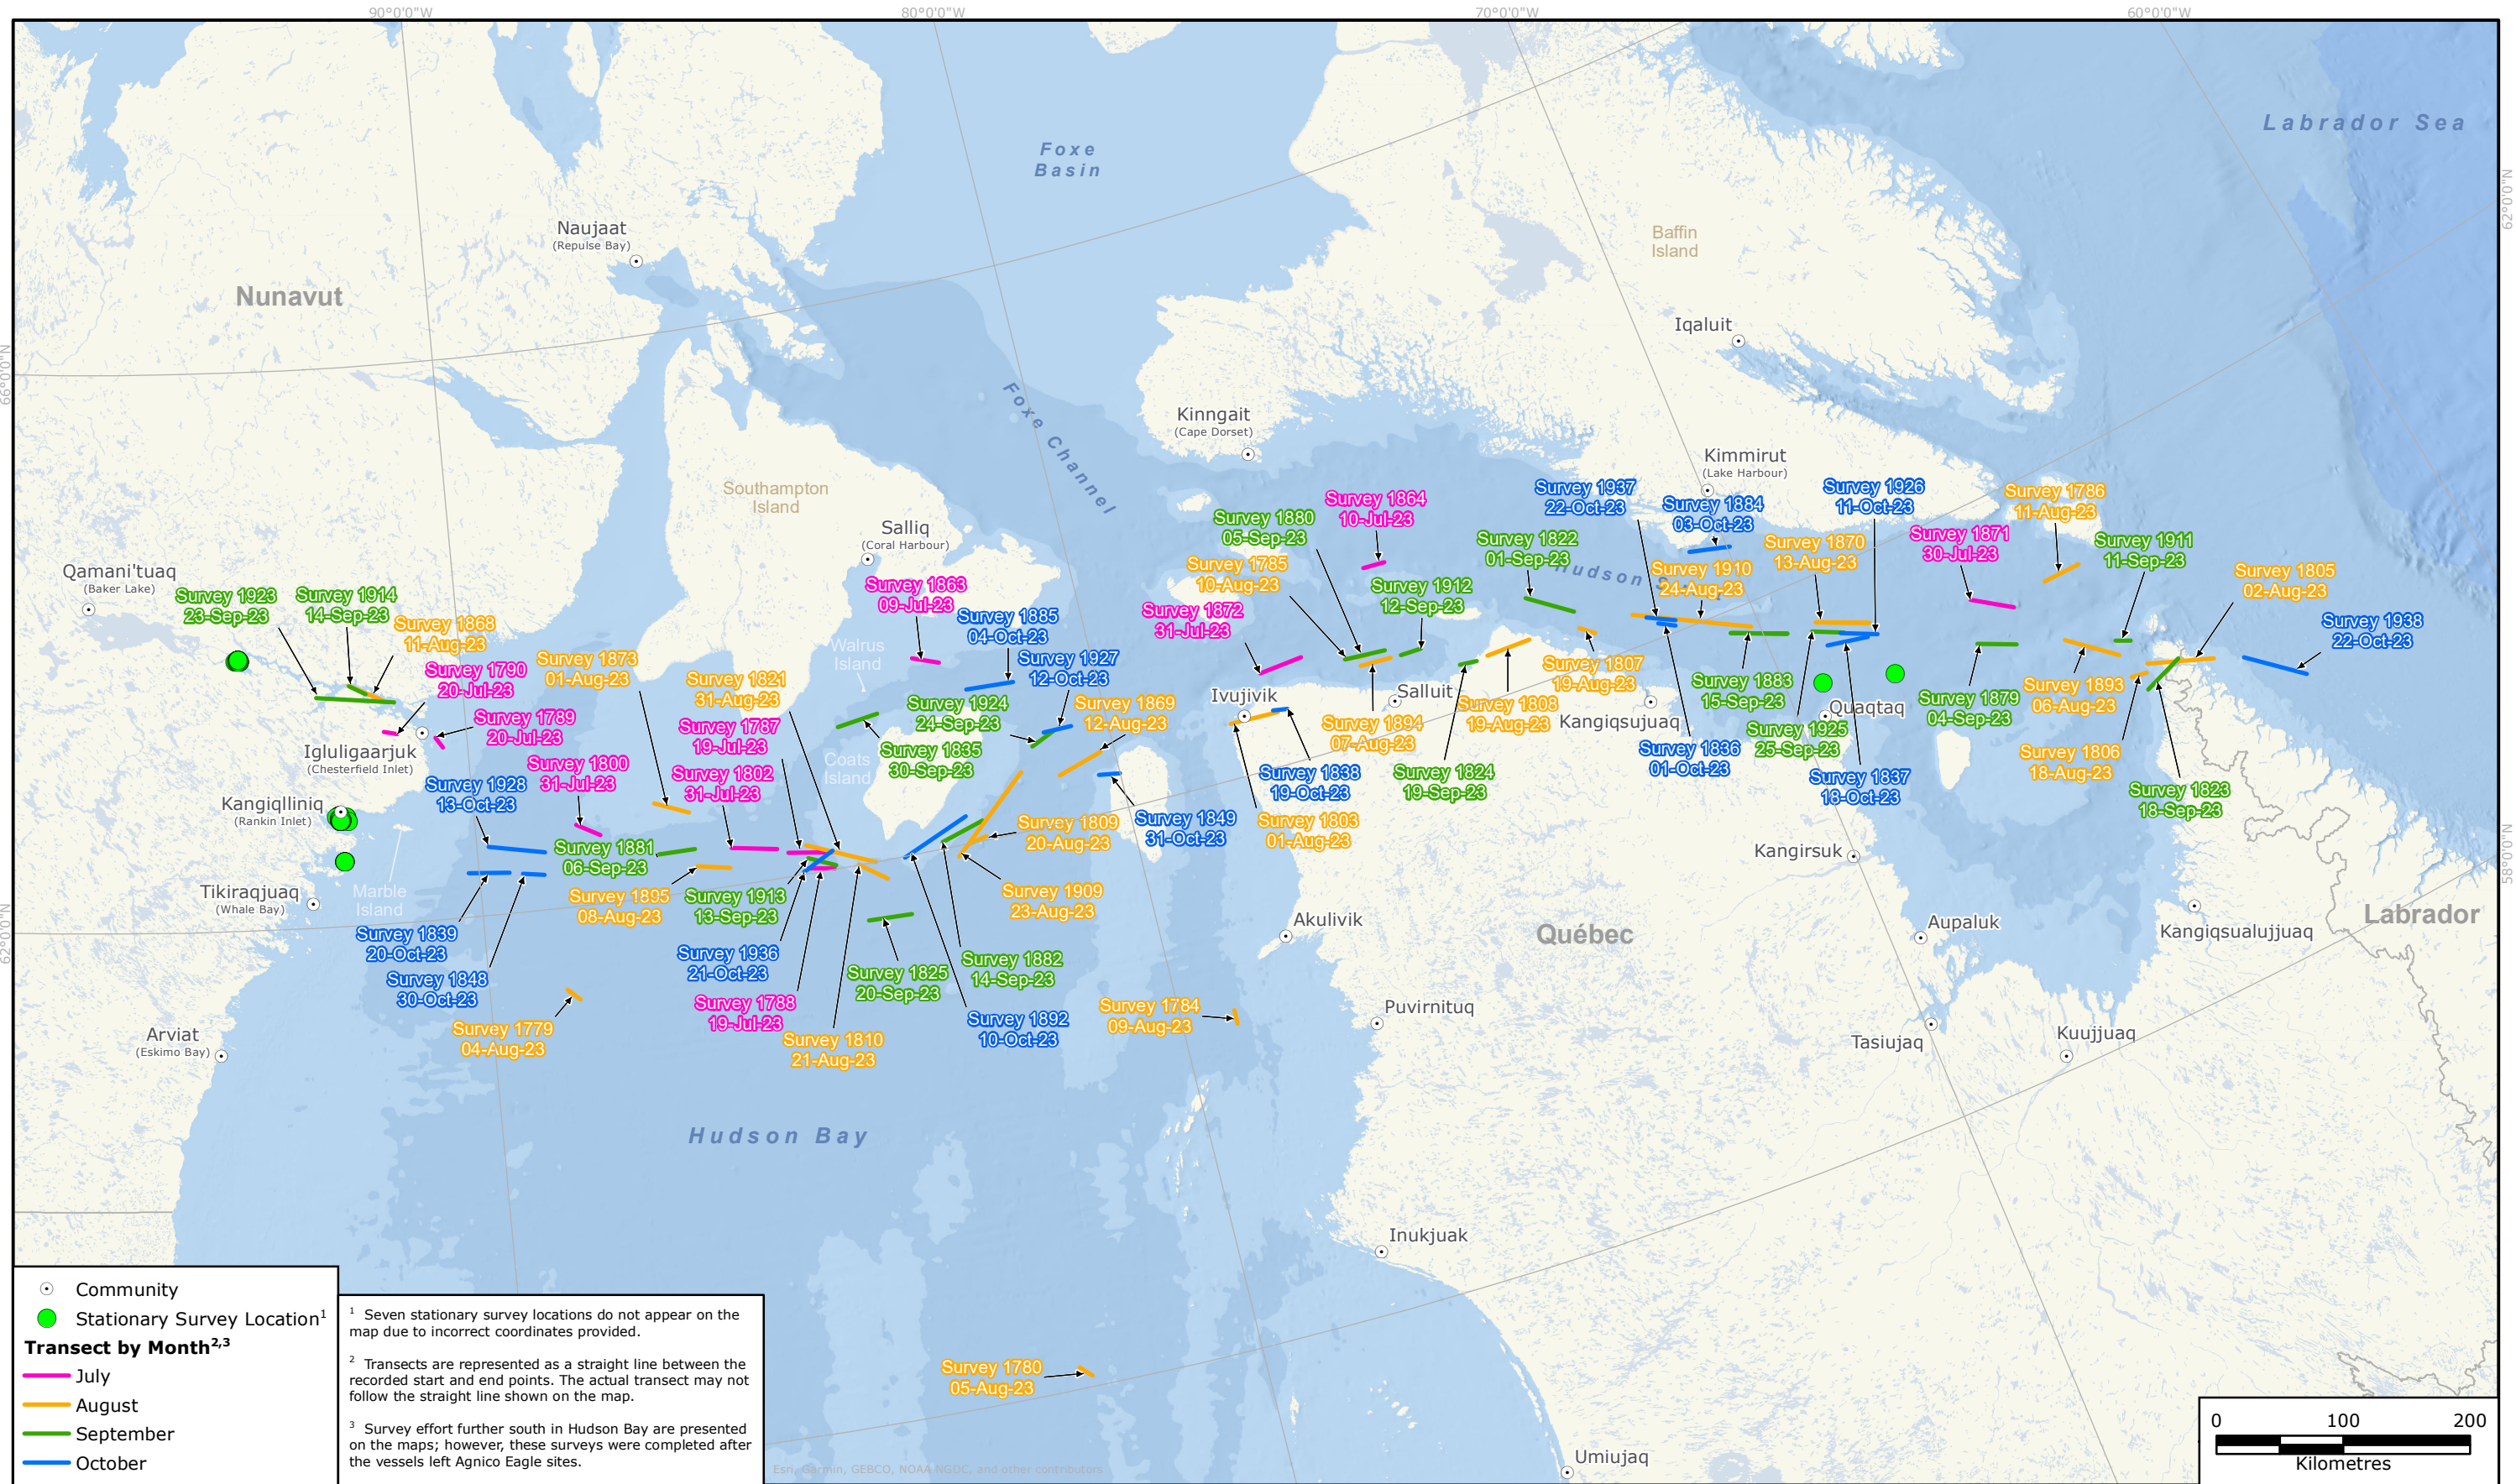 90°0'0"W
80°0'0"W
70°0'0"W
60°0'0"W
66°0'0"N
62°0'0"N
62°0'0"N
58°0'0"N
Labrador Sea
Foxe
Basin
Naujaat
(Repulse Bay)
Baffin
Island
Nunavut
Iqaluit
Foxe Channel
Kinngait
(Cape Dorset)
Kimmirut
(Lake Harbour)
Southampton
Island
Salliq
(Coral Harbour)
Qamani'tuaq
(Baker Lake)
Survey 1937
22-Oct-23
Survey 1884
03-Oct-23
Survey 1926
11-Oct-23
Survey 1786
11-Aug-23
Survey 1864
10-Jul-23
Survey 1880
05-Sep-23
Survey 1822
01-Sep-23
Survey 1870
13-Aug-23
Survey 1871
30-Jul-23
Survey 1911
11-Sep-23
Survey 1785
10-Aug-23
Hudson S
Survey 1910
24-Aug-23
Survey 1805
02-Aug-23
Survey 1912
12-Sep-23
Survey 1872
31-Jul-23
Survey 1938
22-Oct-23
Survey 1923
23-Sep-23
Survey 1914
14-Sep-23
Survey 1868
11-Aug-23
Survey 1863
09-Jul-23
Survey 1885
04-Oct-23
Walrus
Island
Survey 1873
01-Aug-23
Survey 1821
31-Aug-23
Survey 1927
12-Oct-23
Survey 1790
20-Jul-23
Survey 1789
20-Jul-23
Survey 1924
24-Sep-23
Survey 1869
12-Aug-23
Ivujivik
Salluit
Survey 1807
19-Aug-23
Survey 1808
19-Aug-23
Kangiqsujuaq
Survey 1883
15-Sep-23
Quaqtaq
Survey 1879
04-Sep-23
Survey 1893
06-Aug-23
Survey 1894
07-Aug-23
Survey 1925
25-Sep-23
Survey 1787
19-Jul-23
Survey 1835
30-Sep-23
Igluligaarjuk
(Chesterfield Inlet)
Survey 1800
31-Jul-23
Survey 1802
31-Jul-23
Coats
Island
Survey 1838
19-Oct-23
Survey 1824
19-Sep-23
Survey 1836
01-Oct-23
Survey 1837
18-Oct-23
Survey 1806
18-Aug-23
Survey 1823
18-Sep-23
Survey 1928
13-Oct-23
Kangiqlliniq
(Rankin Inlet)
Survey 1809
20-Aug-23
Survey 1849
31-Oct-23
Survey 1803
01-Aug-23
Survey 1881
06-Sep-23
Kangirsuk
Tikiraqjuaq
(Whale Bay)
Marble
Island
Survey 1895
08-Aug-23
Survey 1913
13-Sep-23
Survey 1909
23-Aug-23
Akulivik
Québec
Aupaluk
Kangiqsualujjuaq
Labrador
Survey 1839
20-Oct-23
Survey 1848
30-Oct-23
Survey 1936
21-Oct-23
Survey 1825
20-Sep-23
Survey 1882
14-Sep-23
Survey 1788
19-Jul-23
Survey 1892
10-Oct-23
Survey 1784
09-Aug-23
Puvirnituq
Tasiujaq
Kuujjuaq
Survey 1779
04-Aug-23
Survey 1810
21-Aug-23
Arviat
(Eskimo Bay)
Hudson Bay
Inukjuak
Survey 1780
05-Aug-23
Umiujaq
Community
Stationary Survey Location1
Transect by Month2,3
July
August
September
October
1 Seven stationary survey locations do not appear on the
map due to incorrect coordinates provided.
2 Transects are represented as a straight line between the
recorded start and end points. The actual transect may not
follow the straight line shown on the map.
3 Survey effort further south in Hudson Bay are presented
on the maps; however, these surveys were completed after
the vessels left Agnico Eagle sites.
Esri, Garmin, GEBCO, NOAA NGDC, and other contributors
0 100 200
Kilometres